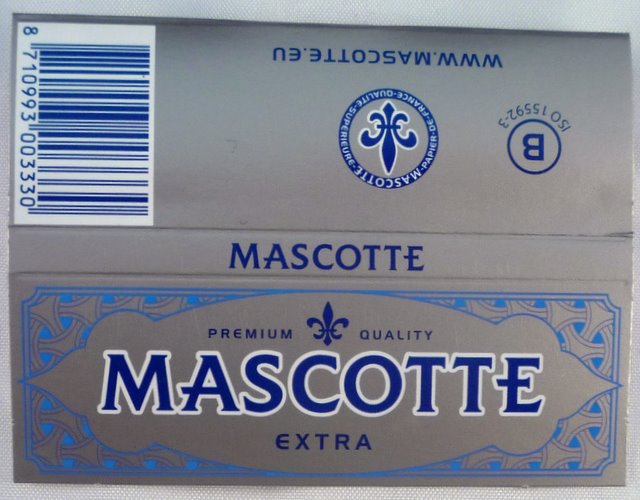 8 710993 003330
WWW.MASCOTTE.EU
MASCOTTE-PAPIER-DE-FRANCE-QUALITE-SUPERIEURE-
ISO 15592-3
B
MASCOTTE
PREMIUM QUALITY
MASCOTTE
EXTRA